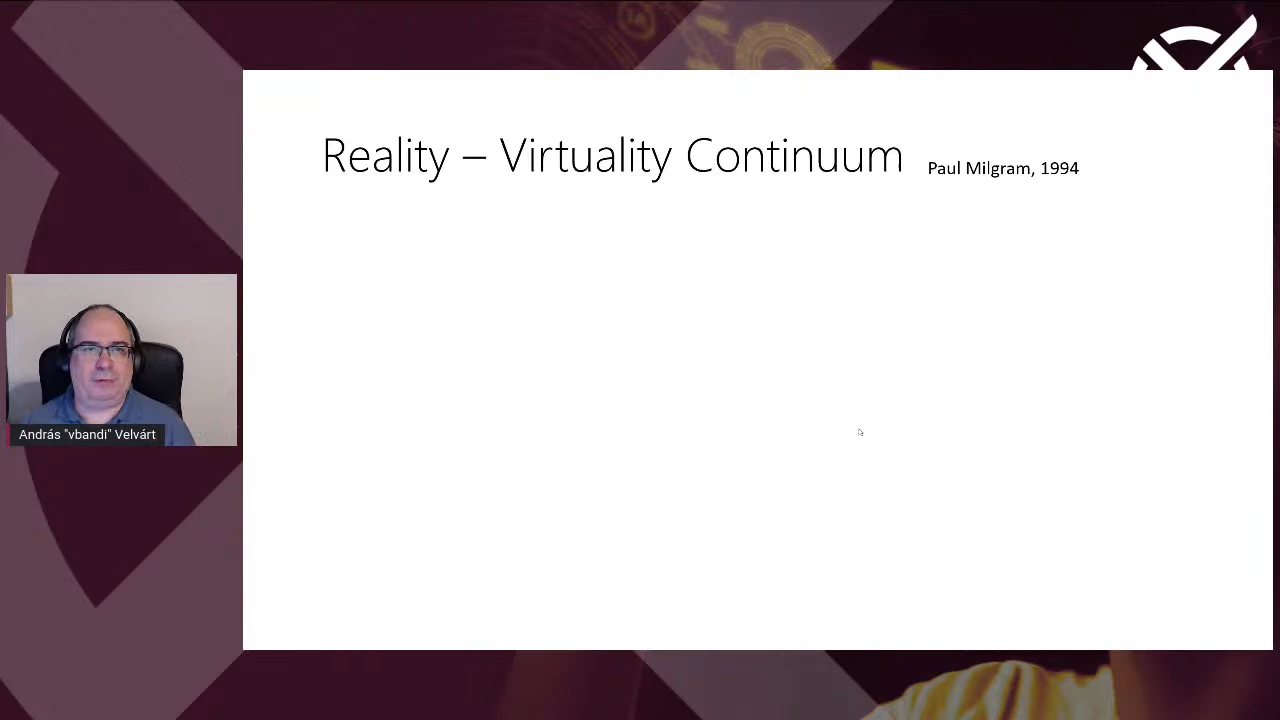 Reality – Virtuality Continuum Paul Milgram, 1994
András "vbandi" Velvárt